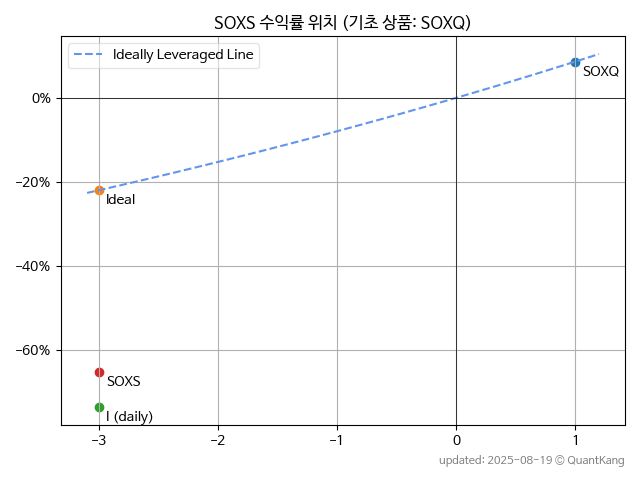 SOXS 수익률 위치 (기초 상품: SOXQ)
Ideally Leveraged Line
SOXQ
0%
-20%
Ideal
-40%
-60%
SOXS
I (daily)
-3 -2 -1 0 1
updated: 2025-08-19 © QuantKang